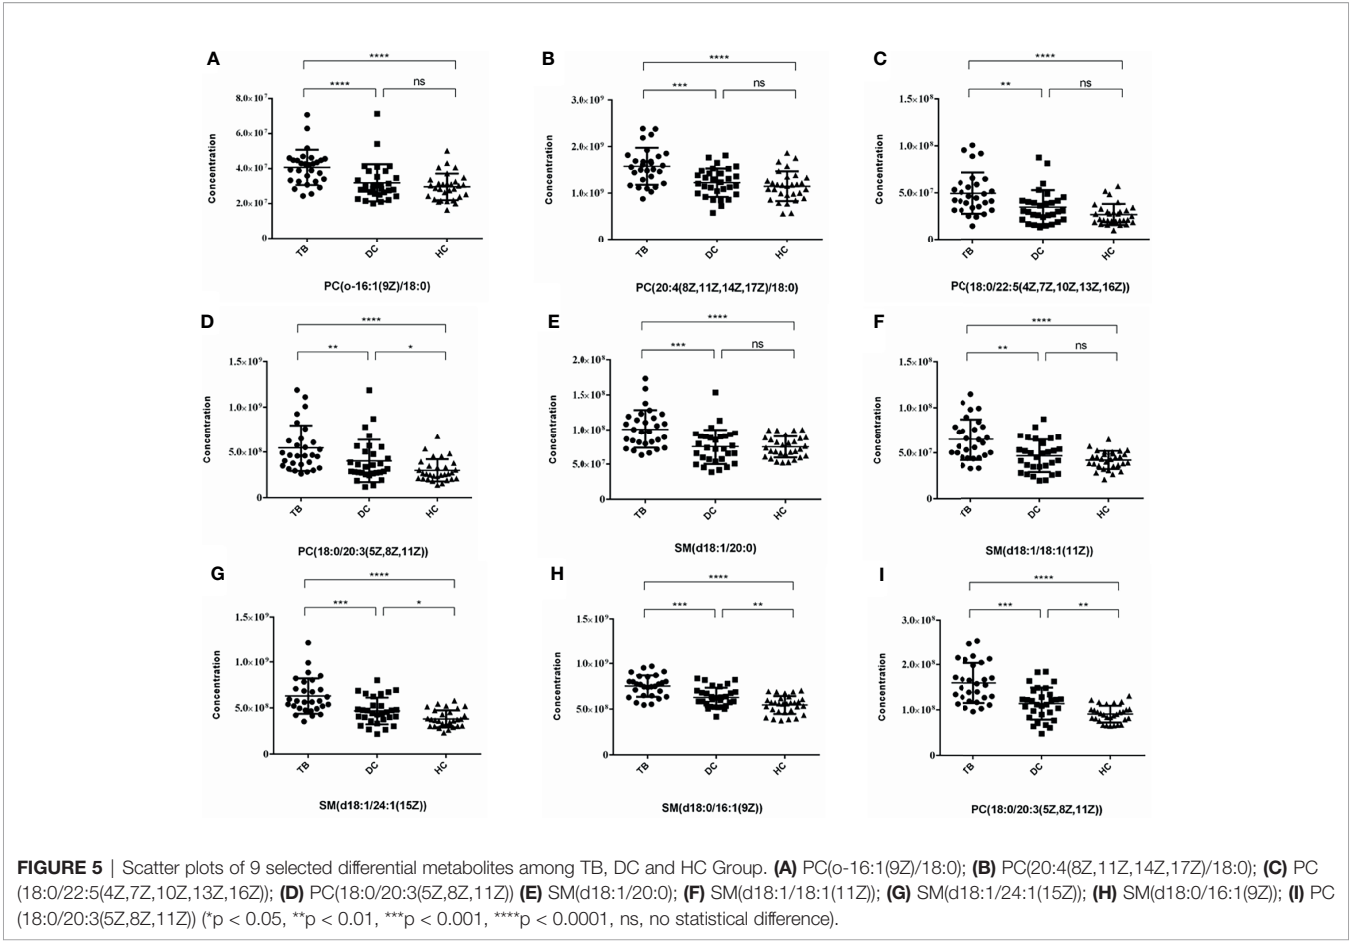 A
****
****
ns
8.0×10⁷
6.0×10⁷
4.0×10⁷
2.0×10⁷
0
Concentration
TB
DC
HC
PC(o-16:1(9Z)/18:0)
B
****
***
ns
3.0×10⁹
2.0×10⁹
1.0×10⁹
0
Concentration
TB
DC
HC
PC(20:4(8Z,11Z,14Z,17Z)/18:0)
C
****
**
ns
1.5×10⁸
1.0×10⁸
5.0×10⁷
0
Concentration
TB
DC
HC
PC(18:0/22:5(4Z,7Z,10Z,13Z,16Z))
D
****
**
*
1.5×10⁹
1.0×10⁹
5.0×10⁸
0
Concentration
TB
DC
HC
PC(18:0/20:3(5Z,8Z,11Z))
E
****
***
ns
2.0×10⁸
1.5×10⁸
1.0×10⁸
5.0×10⁷
0
Concentration
TB
DC
HC
SM(d18:1/20:0)
F
****
**
ns
1.5×10⁸
1.0×10⁸
5.0×10⁷
0
Concentration
TB
DC
HC
SM(d18:1/18:1(11Z))
G
****
***
*
1.5×10⁹
1.0×10⁹
5.0×10⁸
0
Concentration
TB
DC
HC
SM(d18:1/24:1(15Z))
H
****
***
**
1.5×10⁹
1.0×10⁹
5.0×10⁸
0
Concentration
TB
DC
HC
SM(d18:0/16:1(9Z))
I
****
***
**
3.0×10⁸
2.0×10⁸
1.0×10⁸
0
Concentration
TB
DC
HC
PC(18:0/20:3(5Z,8Z,11Z))
FIGURE 5 | Scatter plots of 9 selected differential metabolites among TB, DC and HC Group. (A) PC(o-16:1(9Z)/18:0); (B) PC(20:4(8Z,11Z,14Z,17Z)/18:0); (C) PC
(18:0/22:5(4Z,7Z,10Z,13Z,16Z)); (D) PC(18:0/20:3(5Z,8Z,11Z)) (E) SM(d18:1/20:0); (F) SM(d18:1/18:1(11Z)); (G) SM(d18:1/24:1(15Z)); (H) SM(d18:0/16:1(9Z)); (I) PC
(18:0/20:3(5Z,8Z,11Z)) (*p < 0.05, **p < 0.01, ***p < 0.001, ****p < 0.0001, ns, no statistical difference).